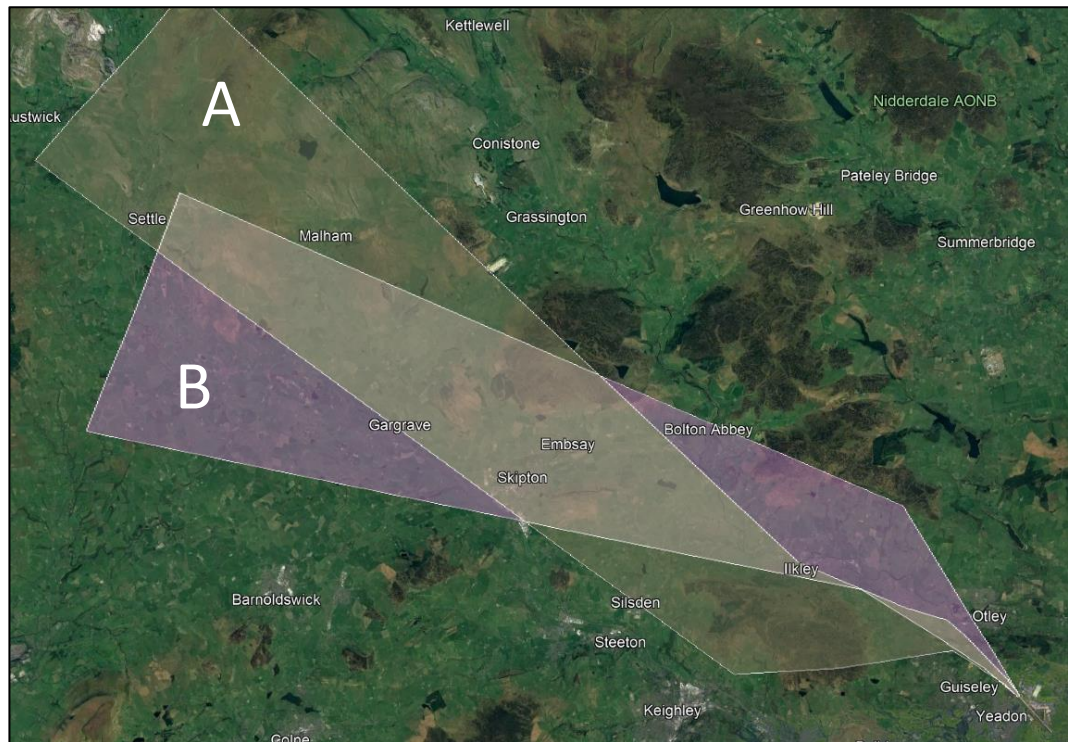 Kettlewell
A
Nidderdale AONB
Conistone
Pateley Bridge
Settle
Grassington
Greenhow Hill
Malham
Summerbridge
B
Gargrave
Bolton Abbey
Embsay
Skipton
Ilkley
Barnoldswick
Silsden
Otley
Steeton
Guiseley
Keighley
Yeadon